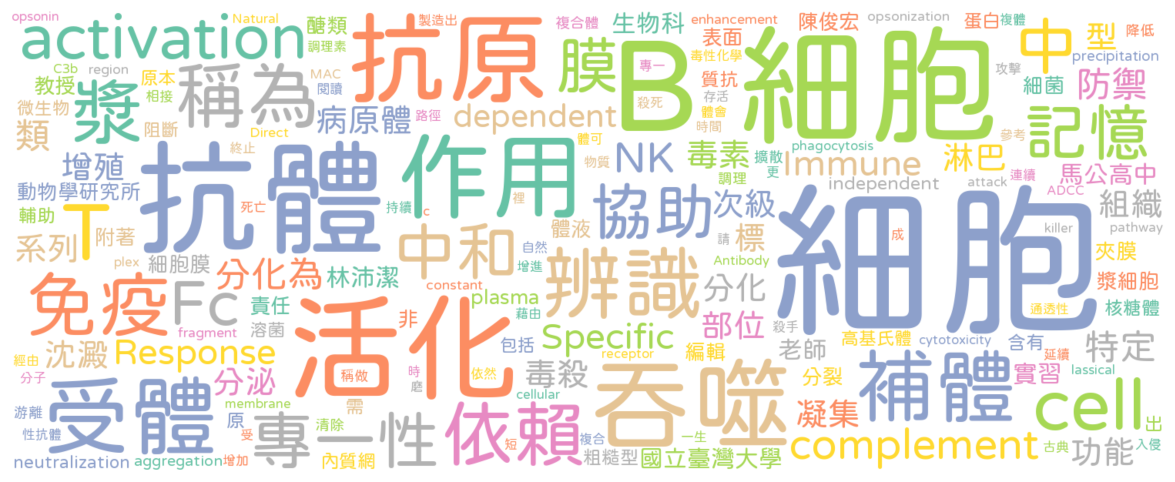 opsonin Natural 醣類 製造出 複合體 生物科 enhancement 陳俊宏 opsonization 蛋白 複體
activation 調理素 抗原 膜 表面 毒性化學 B 細胞 中 型 降低
C3b region 稱為 MAC 專一 質抗 攻擊 precipitation
教授 原本 閱讀 細菌 防禦
微生物 漿 相接 病原體 路徑 dependent 殺死 存活 記憶
類 阻斷 Direct 體會 時間 參考
增殖 終止 抗體 作用 體可 NK 毒素 擴散 phagocytosis 淋巴 馬公高中
動物學研究所 物質 調理 更 Immune independent 連續 attack ADCC
輔助 T 死亡 持續 裡 協助 次級 組織
系列 附著 c 體液 自然 請 標 細胞 成 killer pathway
plex 細胞膜 中和 增進 辨識 Antibody 夾膜
分化為 林沛潔 constant plasma 分化 漿細胞
免疫 Fc 責任 活化 藉由 部位 殺手 通透性 核糖體
fragment 溶菌 非 Specific 高基氏體 cytotoxicity 含有
沈澱 Response 包括 receptor 編輯 老師 延續 特定
經由 分子 分泌 稱做 時 依然 毒殺 吞噬 分裂 補體 實習 lassical
受體 membrane 需 磨 cellular 凝集 cell
游離 原 專一性 清除 依賴 短 複合 一生 complement 出
性抗體 受 古典 入侵
neutralization aggregation 增加 內質網 粗糙型 國立臺灣大學 功能